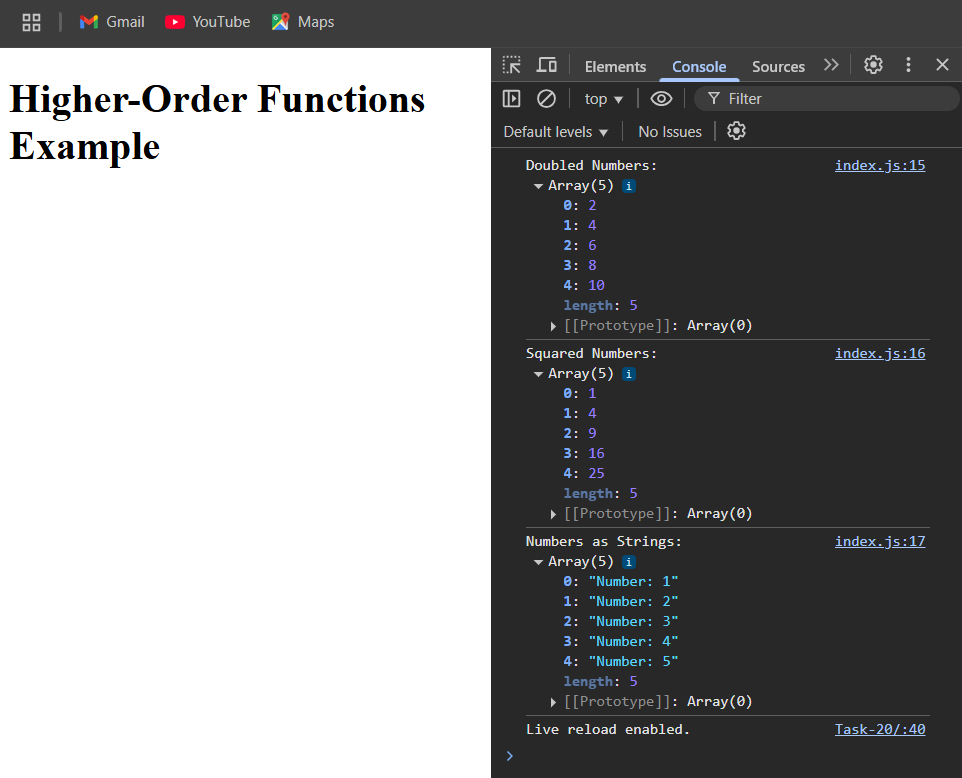 Gmail YouTube Maps
Higher-Order Functions
Example
Elements Console Sources
top Filter
Default levels No Issues
Doubled Numbers: index.js:15
Array(5) i
0: 2
1: 4
2: 6
3: 8
4: 10
length: 5
[[Prototype]]: Array(0)
Squared Numbers: index.js:16
Array(5) i
0: 1
1: 4
2: 9
3: 16
4: 25
length: 5
[[Prototype]]: Array(0)
Numbers as Strings: index.js:17
Array(5) i
0: "Number: 1"
1: "Number: 2"
2: "Number: 3"
3: "Number: 4"
4: "Number: 5"
length: 5
[[Prototype]]: Array(0)
Live reload enabled. Task-20/:40